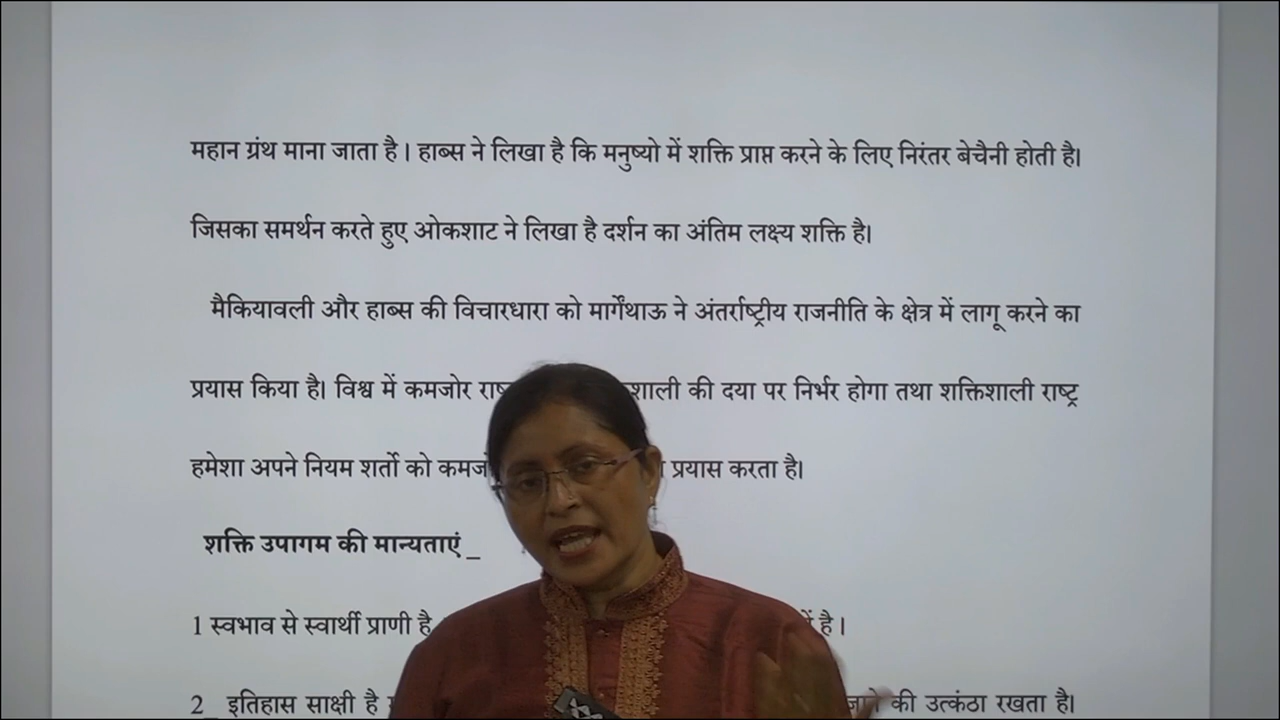 महान ग्रंथ माना जाता है । हाब्स ने लिखा है कि मनुष्यो में शक्ति प्राप्त करने के लिए निरंतर बेचैनी होती है।
जिसका समर्थन करते हुए ओकशाट ने लिखा है दर्शन का अंतिम लक्ष्य शक्ति है।
मैकियावली और हाब्स की विचारधारा को मार्गेंथाऊ ने अंतर्राष्ट्रीय राजनीति के क्षेत्र में लागू करने का
प्रयास किया है। विश्व में कमजोर शाली की दया पर निर्भर होगा तथा शक्तिशाली राष्ट्र
हमेशा अपने नियम शर्तो को प्रयास करता है।
शक्ति उपागम की मान्यताएं _
1 स्वभाव से स्वार्थी प्राणी है है ।
2_ इतिहास साक्षी है की उत्कंठा रखता है।